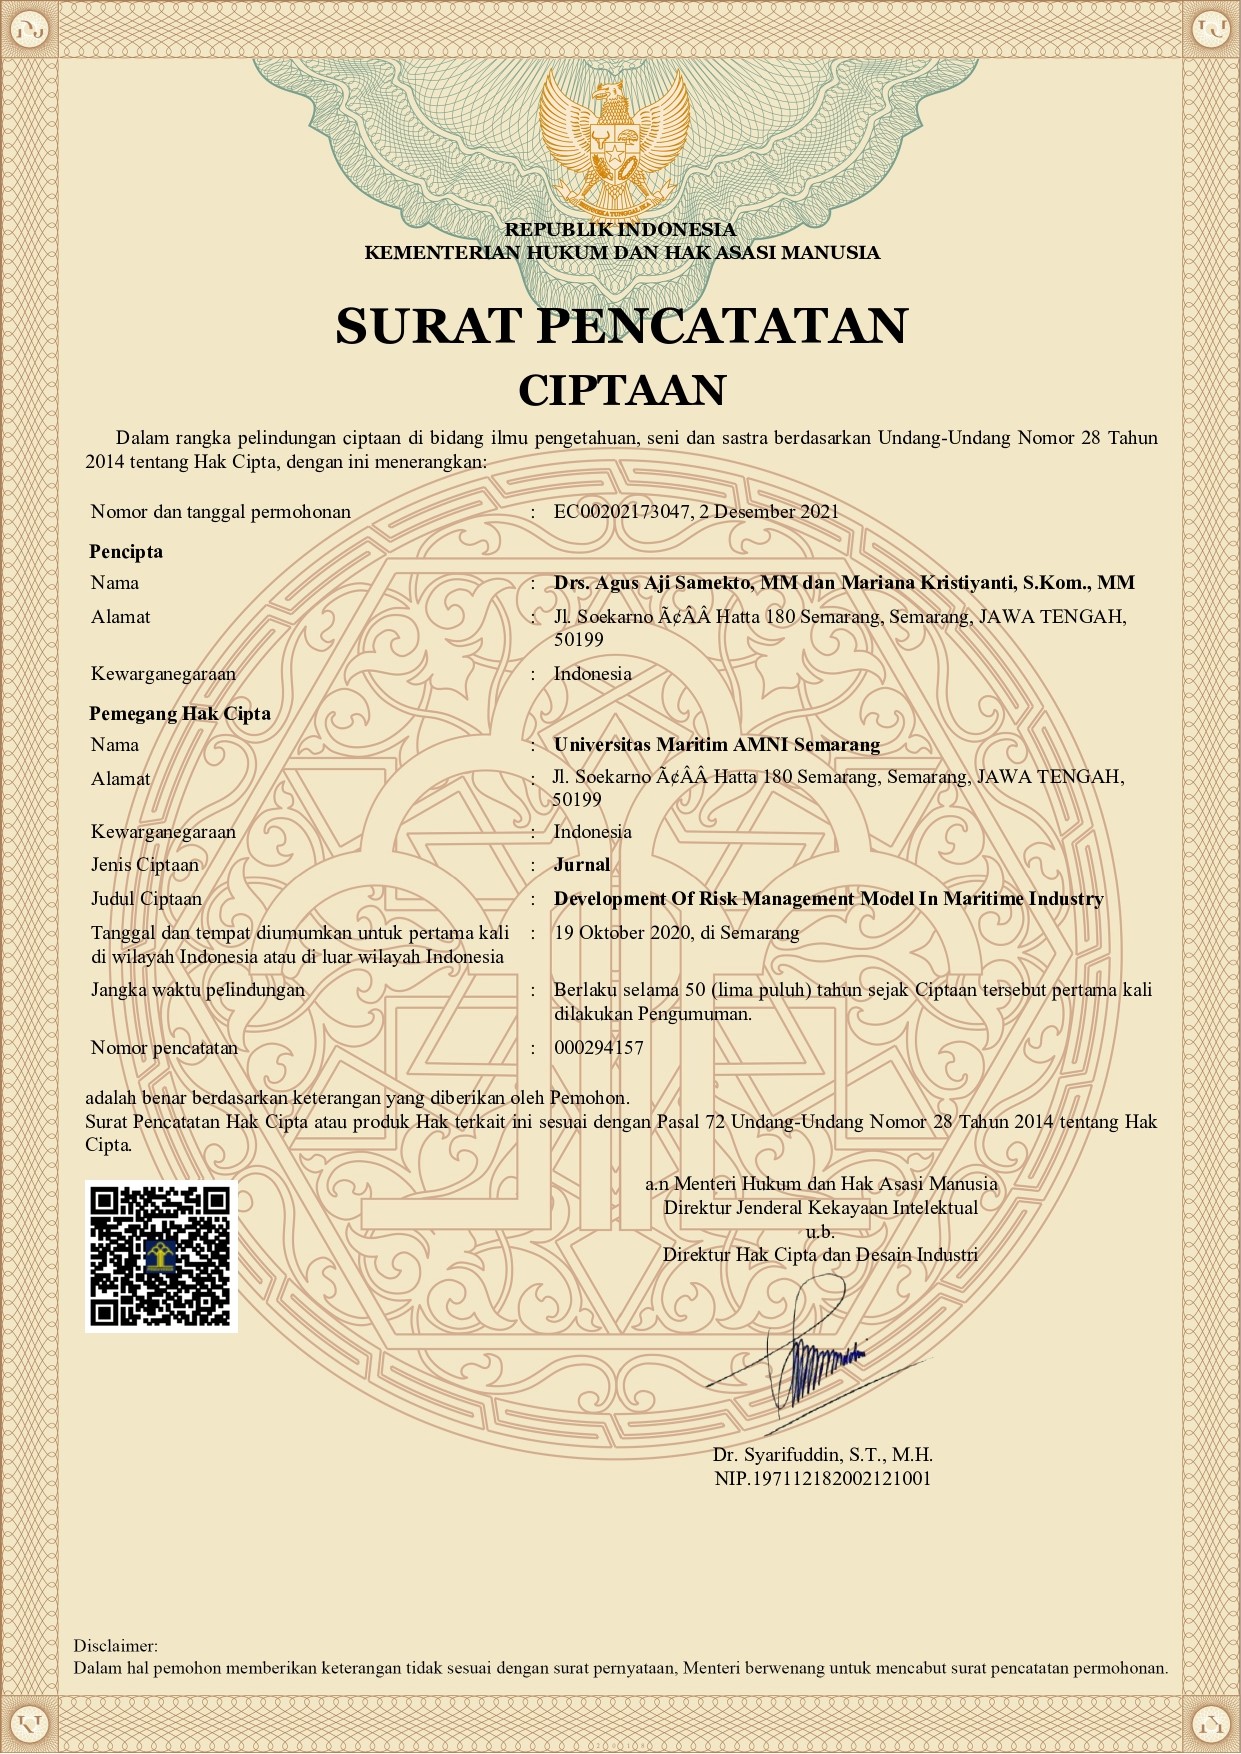 REPUBLIK INDONESIA
KEMENTERIAN HUKUM DAN HAK ASASI MANUSIA
SURAT PENCATATAN
CIPTAAN
Dalam rangka pelindungan ciptaan di bidang ilmu pengetahuan, seni dan sastra berdasarkan Undang-Undang Nomor 28 Tahun
2014 tentang Hak Cipta, dengan ini menerangkan:
Nomor dan tanggal permohonan : EC00202173047, 2 Desember 2021
Pencipta
Nama : Drs. Agus Aji Samekto, MM dan Mariana Kristiyanti, S.Kom., MM
Alamat : Jl. Soekarno Ã¢ÂÂ Hatta 180 Semarang, Semarang, JAWA TENGAH,
50199
Kewarganegaraan : Indonesia
Pemegang Hak Cipta
Nama : Universitas Maritim AMNI Semarang
Alamat : Jl. Soekarno Ã¢ÂÂ Hatta 180 Semarang, Semarang, JAWA TENGAH,
50199
Kewarganegaraan : Indonesia
Jenis Ciptaan : Jurnal
Judul Ciptaan : Development Of Risk Management Model In Maritime Industry
Tanggal dan tempat diumumkan untuk pertama kali : 19 Oktober 2020, di Semarang
di wilayah Indonesia atau di luar wilayah Indonesia
Jangka waktu pelindungan : Berlaku selama 50 (lima puluh) tahun sejak Ciptaan tersebut pertama kali
dilakukan Pengumuman.
Nomor pencatatan : 000294157
adalah benar berdasarkan keterangan yang diberikan oleh Pemohon.
Surat Pencatatan Hak Cipta atau produk Hak terkait ini sesuai dengan Pasal 72 Undang-Undang Nomor 28 Tahun 2014 tentang Hak
Cipta.
a.n Menteri Hukum dan Hak Asasi Manusia
Direktur Jenderal Kekayaan Intelektual
u.b.
Direktur Hak Cipta dan Desain Industri
Dr. Syarifuddin, S.T., M.H.
NIP.197112182002121001
Disclaimer:
Dalam hal pemohon memberikan keterangan tidak sesuai dengan surat pernyataan, Menteri berwenang untuk mencabut surat pencatatan permohonan.